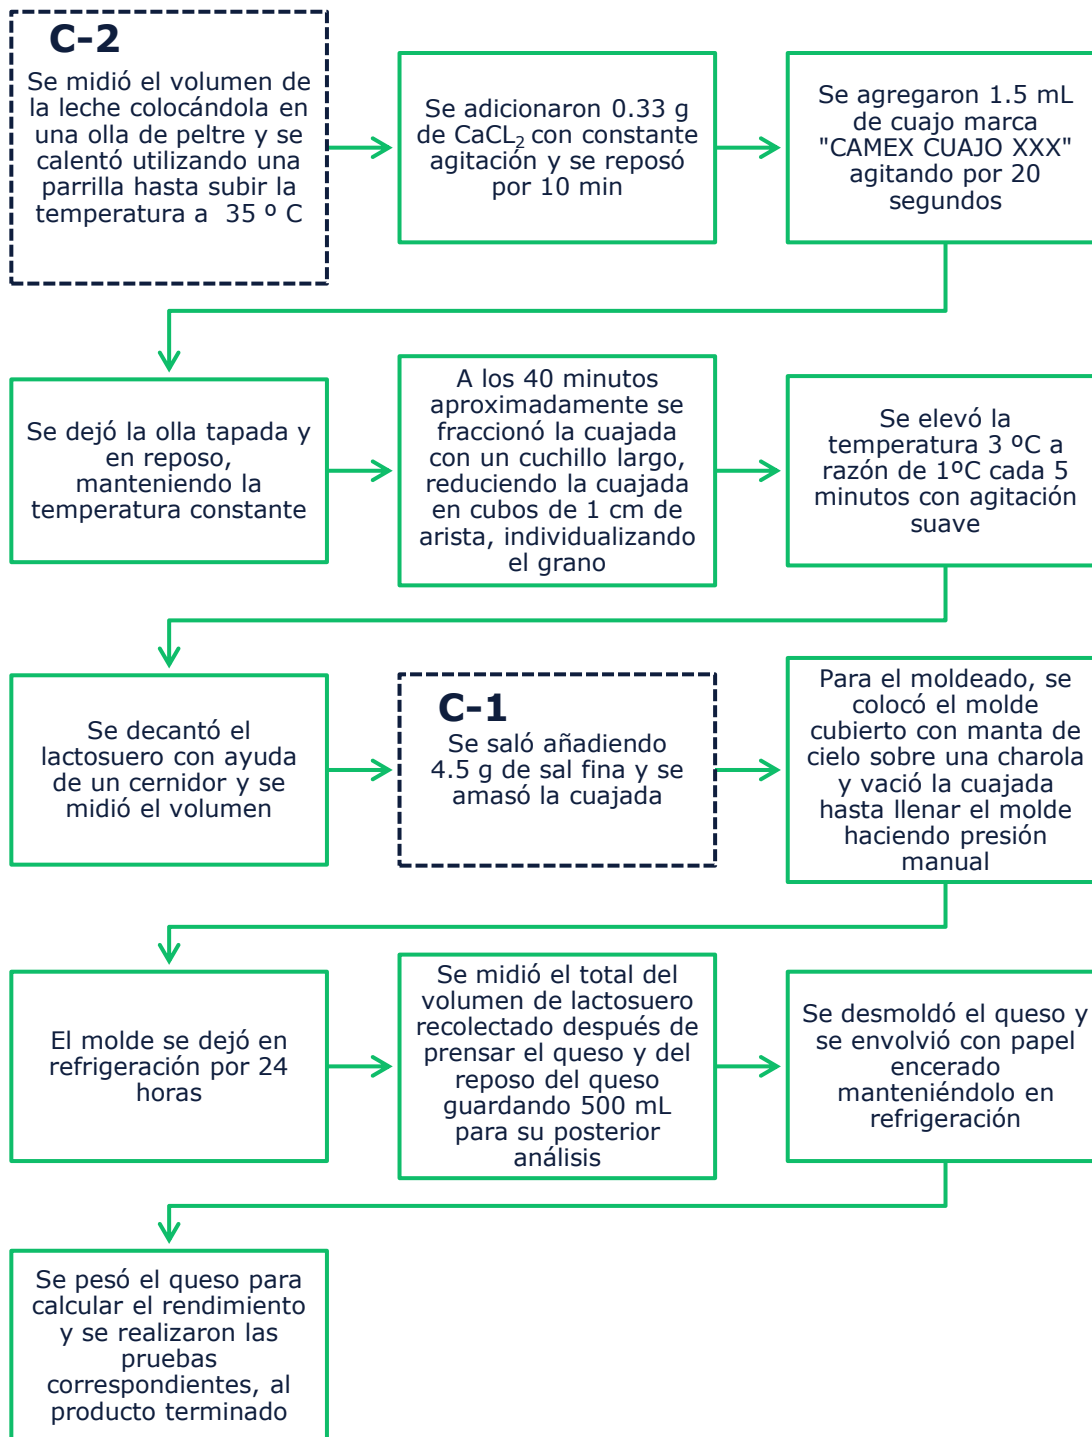 C-2
Se midió el volumen de
la leche colocándola en
una olla de peltre y se
calentó utilizando una
parrilla hasta subir la
temperatura a  35 º C
Se adicionaron 0.33 g
de CaCL₂ con constante
agitación y se reposó
por 10 min
Se agregaron 1.5 mL
de cuajo marca
"CAMEX CUAJO XXX"
agitando por 20
segundos
Se dejó la olla tapada y
en reposo,
manteniendo la
temperatura constante
A los 40 minutos
aproximadamente se
fraccionó la cuajada
con un cuchillo largo,
reduciendo la cuajada
en cubos de 1 cm de
arista, individualizando
el grano
Se elevó la
temperatura 3 ºC a
razón de 1ºC cada 5
minutos con agitación
suave
Se decantó el
lactosuero con ayuda
de un cernidor y se
midió el volumen
C-1
Se saló añadiendo
4.5 g de sal fina y se
amasó la cuajada
Para el moldeado, se
colocó el molde
cubierto con manta de
cielo sobre una charola
y vació la cuajada
hasta llenar el molde
haciendo presión
manual
El molde se dejó en
refrigeración por 24
horas
Se midió el total del
volumen de lactosuero
recolectado después de
prensar el queso y del
reposo del queso
guardando 500 mL
para su posterior
análisis
Se desmoldó el queso y
se envolvió con papel
encerado
manteniéndolo en
refrigeración
Se pesó el queso para
calcular el rendimiento
y se realizaron las
pruebas
correspondientes, al
producto terminado